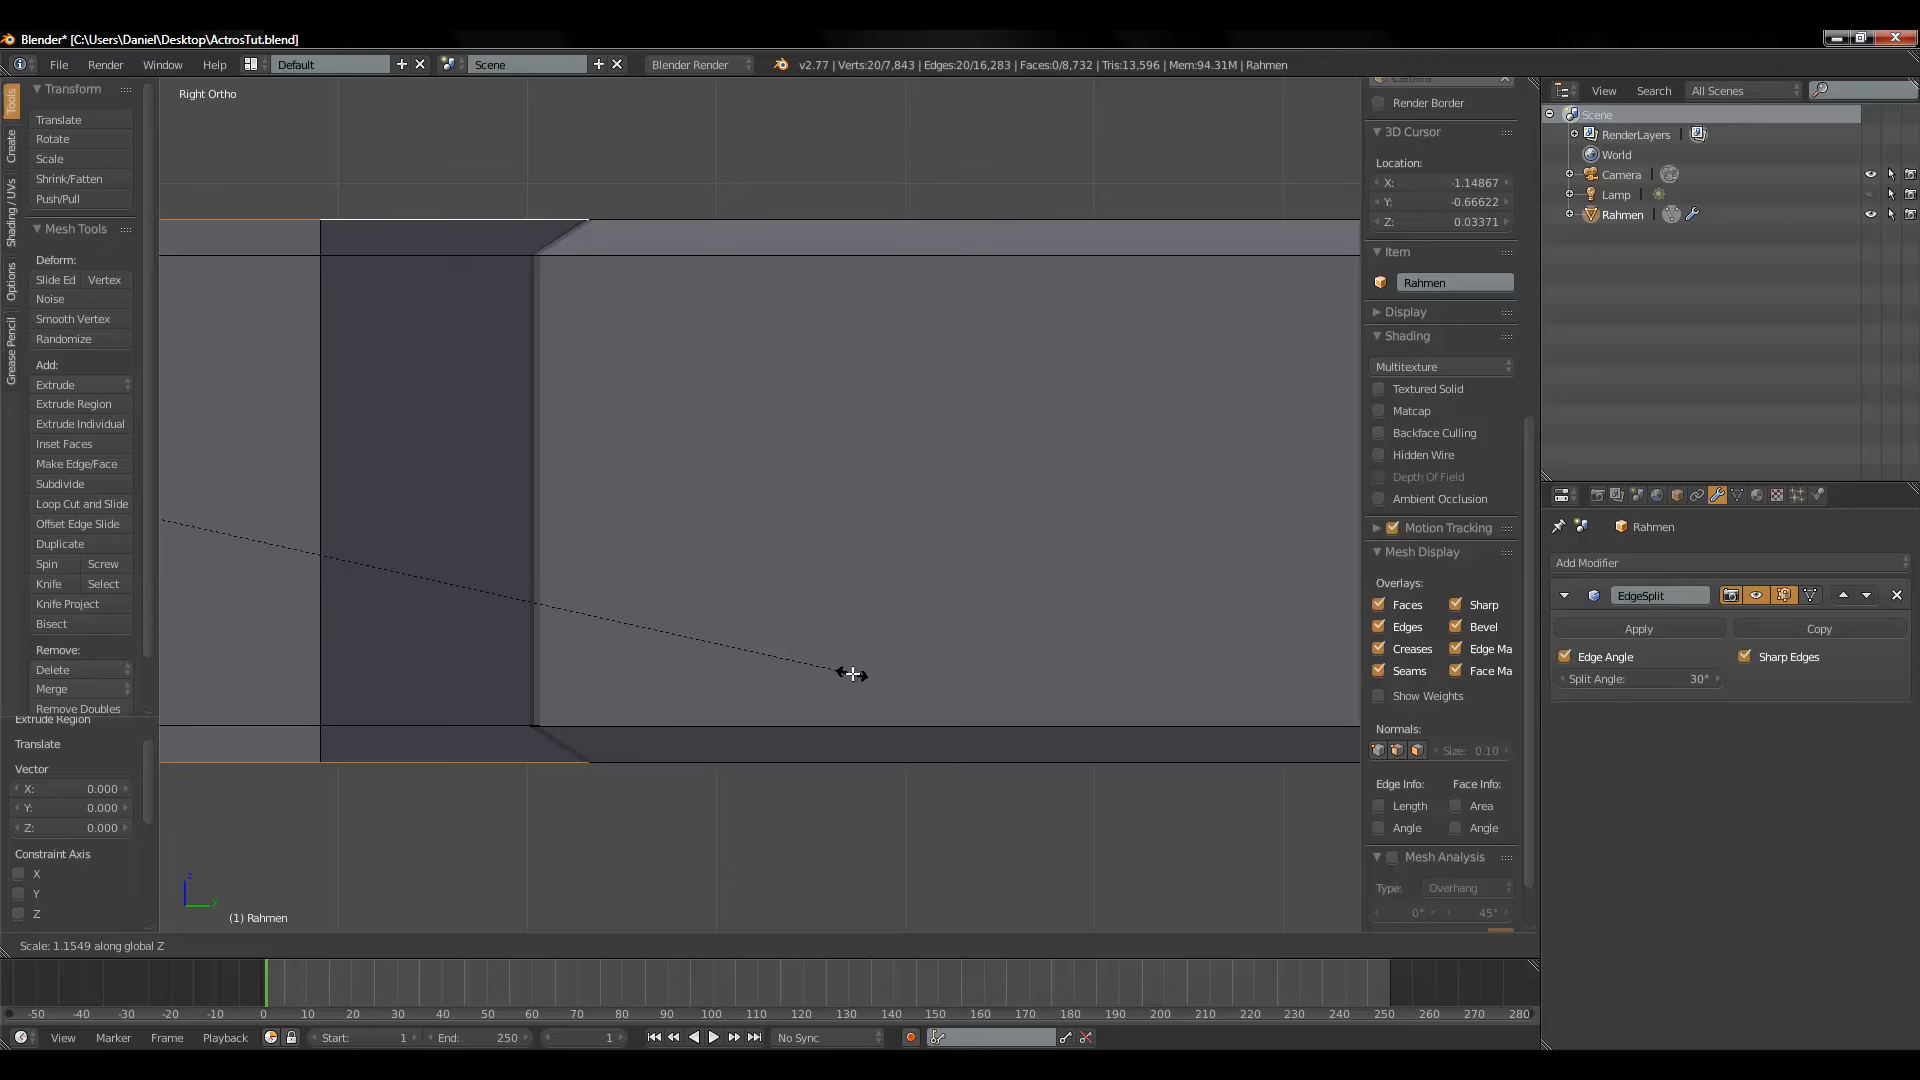 Blender* [C:\Users\Daniel\Desktop\ActrosTut.blend]
File Render Window Help Default Scene Blender Render v2.77 | Verts:20/7,843 | Edges:20/16,283 | Faces:0/8,732 | Tris:13,596 | Mem:94.31M | Rahmen
Tools
Create
Shading / UVs
Options
Grease Pencil
Transform
Translate
Rotate
Scale
Shrink/Fatten
Push/Pull
Mesh Tools
Deform:
Slide Ed Vertex
Noise
Smooth Vertex
Randomize
Add:
Extrude
Extrude Region
Extrude Individual
Inset Faces
Make Edge/Face
Subdivide
Loop Cut and Slide
Offset Edge Slide
Duplicate
Spin Screw
Knife Select
Knife Project
Bisect
Remove:
Delete
Merge
Remove Doubles
Extrude Region
Translate
Vector
X: 0.000
Y: 0.000
Z: 0.000
Constraint Axis
X
Y
Z
Right Ortho
z
y
(1) Rahmen
Scale: 1.1549 along global Z
Camera
Render Border
3D Cursor
Location:
X: -1.14867
Y: -0.66622
Z: 0.03371
Item
Rahmen
Display
Shading
Multitexture
Textured Solid
Matcap
Backface Culling
Hidden Wire
Depth Of Field
Ambient Occlusion
Motion Tracking
Mesh Display
Overlays:
Faces Sharp
Edges Bevel
Creases Edge Ma
Seams Face Ma
Show Weights
Normals:
Size: 0.10
Edge Info: Face Info:
Length Area
Angle Angle
Mesh Analysis
Type: Overhang
0° 45°
View Search All Scenes
Scene
RenderLayers
World
Camera
Lamp
Rahmen
Rahmen
Add Modifier
EdgeSplit
Apply Copy
Edge Angle Sharp Edges
Split Angle: 30°
-50 -40 -30 -20 -10 0 10 20 30 40 50 60 70 80 90 100 110 120 130 140 150 160 170 180 190 200 210 220 230 240 250 260 270 280
View Marker Frame Playback Start: 1 End: 250 1 No Sync